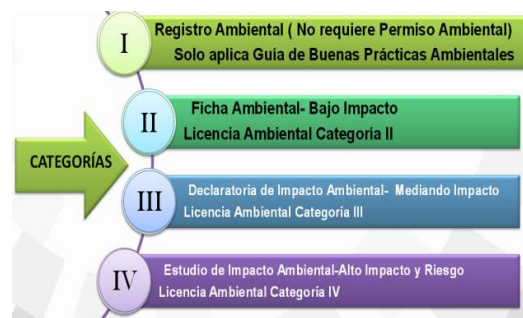 I
Registro Ambiental ( No requiere Permiso Ambiental)
Solo aplica Guía de Buenas Prácticas Ambientales
II
Ficha Ambiental- Bajo Impacto
Licencia Ambiental Categoría II
CATEGORÍAS
III
Declaratoria de Impacto Ambiental- Mediando Impacto
Licencia Ambiental Categoría III
IV
Estudio de Impacto Ambiental-Alto Impacto y Riesgo
Licencia Ambiental Categoría IV